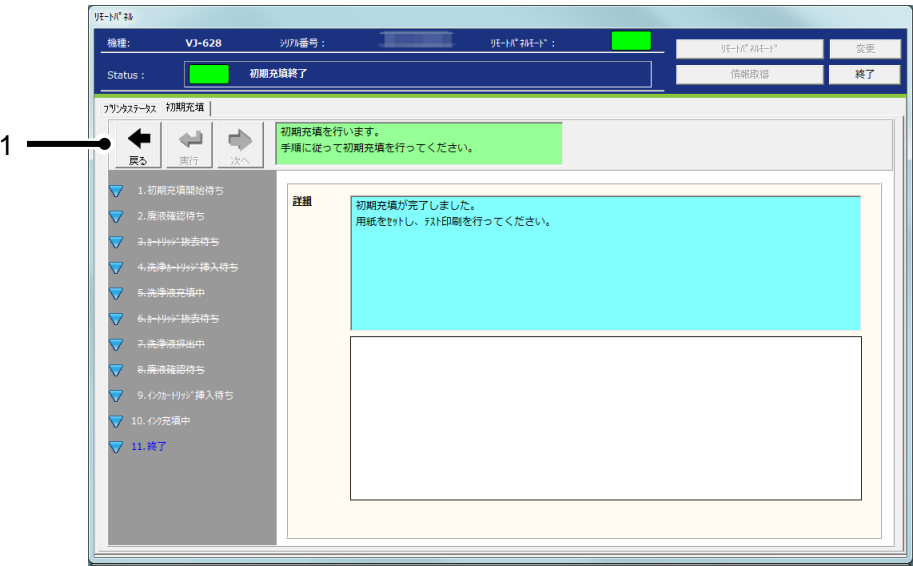 ﾘﾓｰﾄﾊﾟﾈﾙ
機種: VJ-628 ｼﾘｱﾙ番号： ﾘﾓｰﾄﾊﾟﾈﾙﾓｰﾄﾞ：
ﾘﾓｰﾄﾊﾟﾈﾙﾓｰﾄﾞ 変更
Status： 初期充填終了
情報取得 終了
ﾌﾟﾘﾝﾀｽﾃｰﾀｽ 初期充填
1
戻る 実行 次へ
初期充填を行います。
手順に従って初期充填を行ってください。
1.初期充填開始待ち
2.廃液確認待ち
3.ｶｰﾄﾘｯｼﾞ抜去待ち
4.洗浄ｶｰﾄﾘｯｼﾞ挿入待ち
5.洗浄液充填中
6.ｶｰﾄﾘｯｼﾞ抜去待ち
7.洗浄液排出中
8.廃液確認待ち
9.ｲﾝｸｶｰﾄﾘｯｼﾞ挿入待ち
10.ｲﾝｸ充填中
11.終了
詳細
初期充填が完了しました。
用紙をｾｯﾄし、ﾃｽﾄ印刷を行ってください。